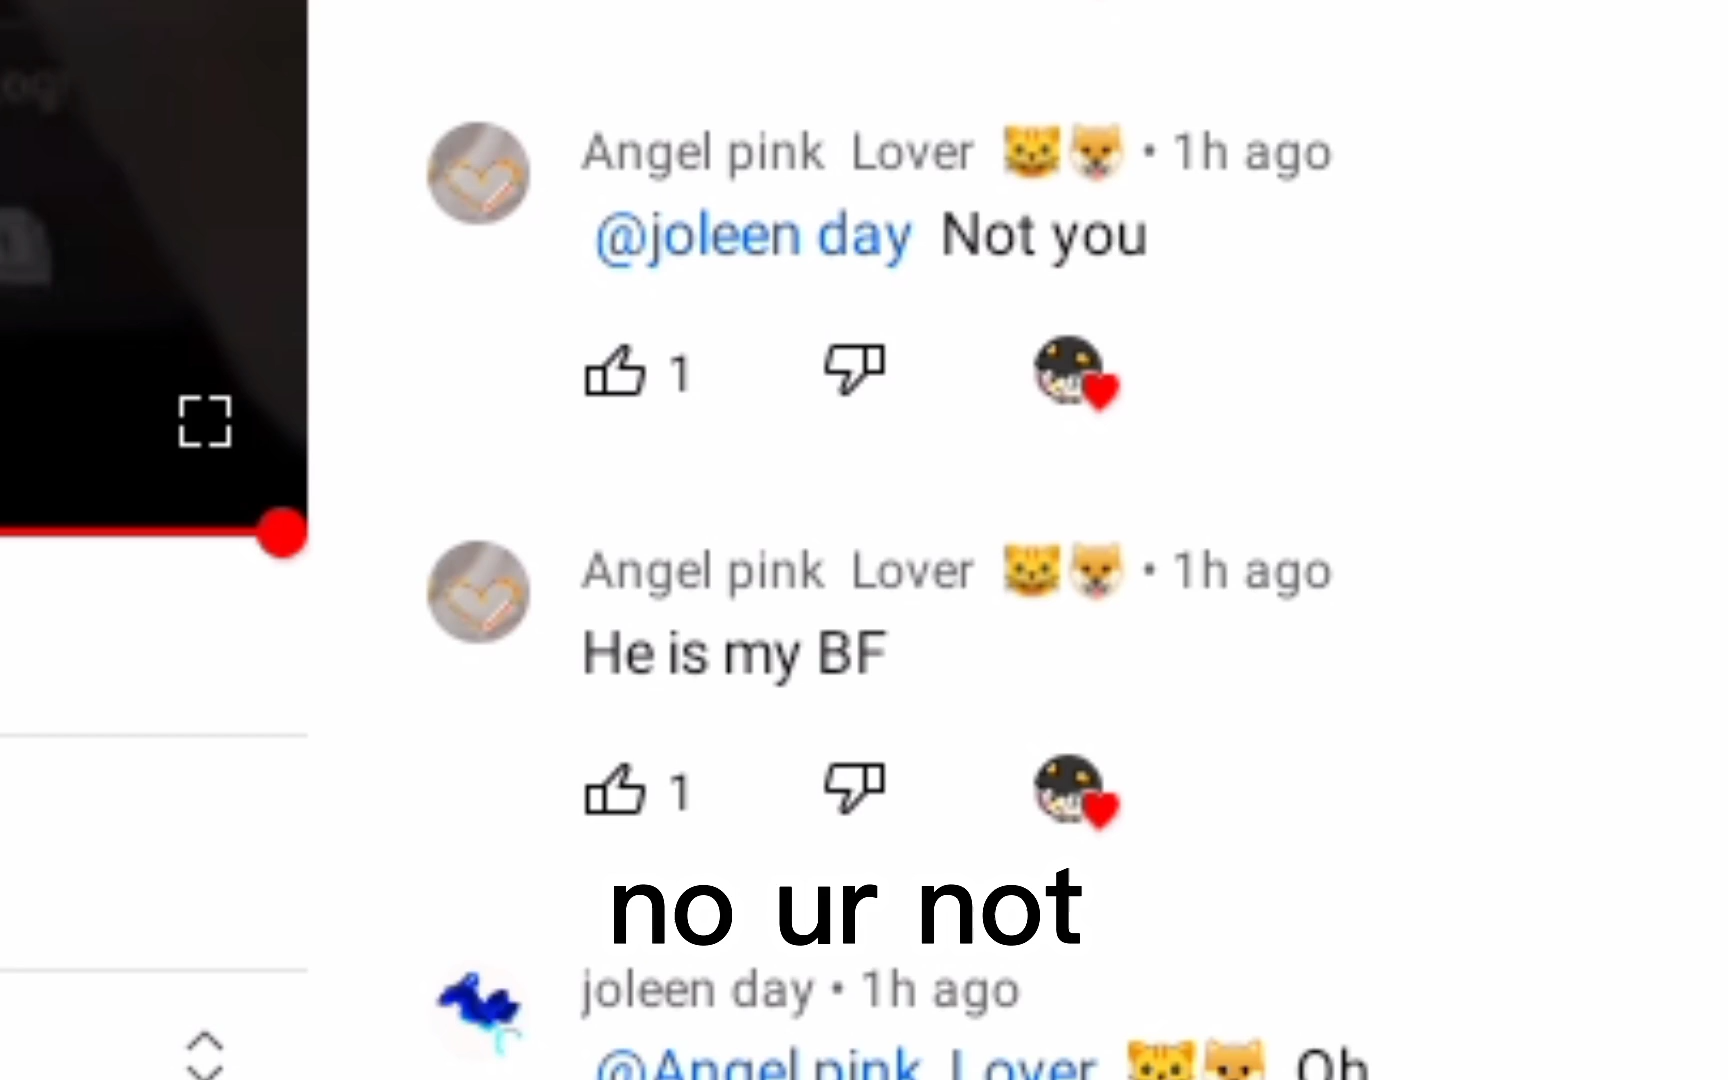 Angel pink Lover 😺🐶 • 1h ago
@joleen day Not you
1
Angel pink Lover 😺🐶 • 1h ago
He is my BF
1
no ur not
joleen day • 1h ago
@Angel pink Lover 😺🐶 Oh